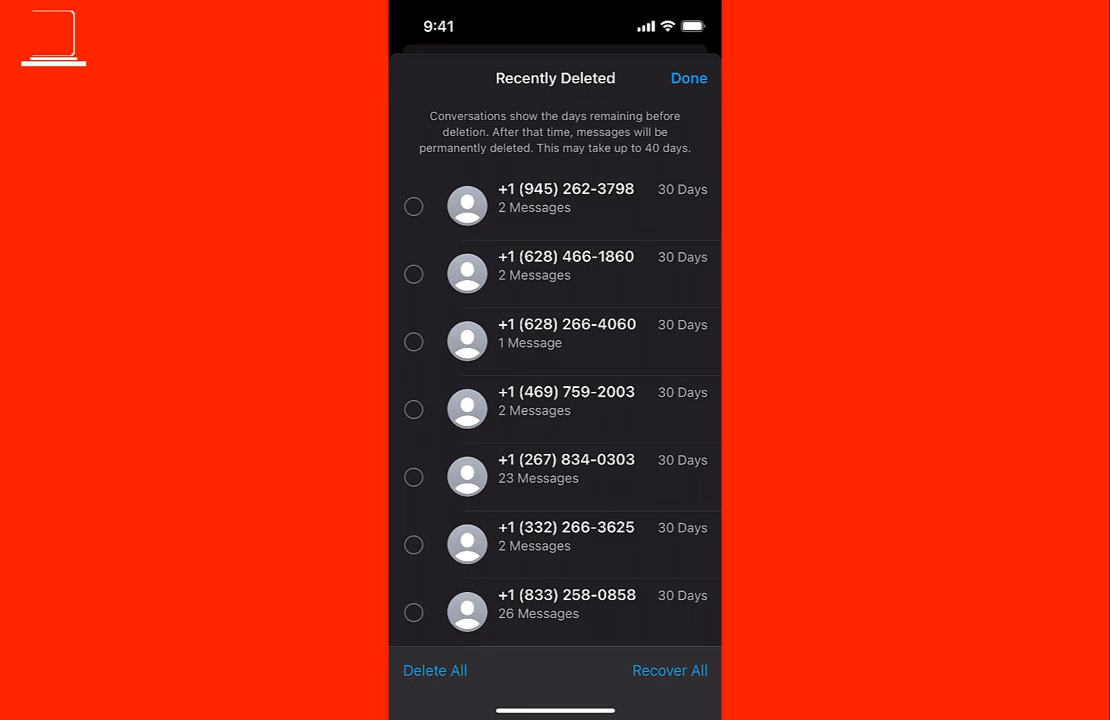 9:41
Recently Deleted
Done
Conversations show the days remaining before
deletion. After that time, messages will be
permanently deleted. This may take up to 40 days.
+1 (945) 262-3798
30 Days
2 Messages
+1 (628) 466-1860
30 Days
2 Messages
+1 (628) 266-4060
30 Days
1 Message
+1 (469) 759-2003
30 Days
2 Messages
+1 (267) 834-0303
30 Days
23 Messages
+1 (332) 266-3625
30 Days
2 Messages
+1 (833) 258-0858
30 Days
26 Messages
Delete All
Recover All